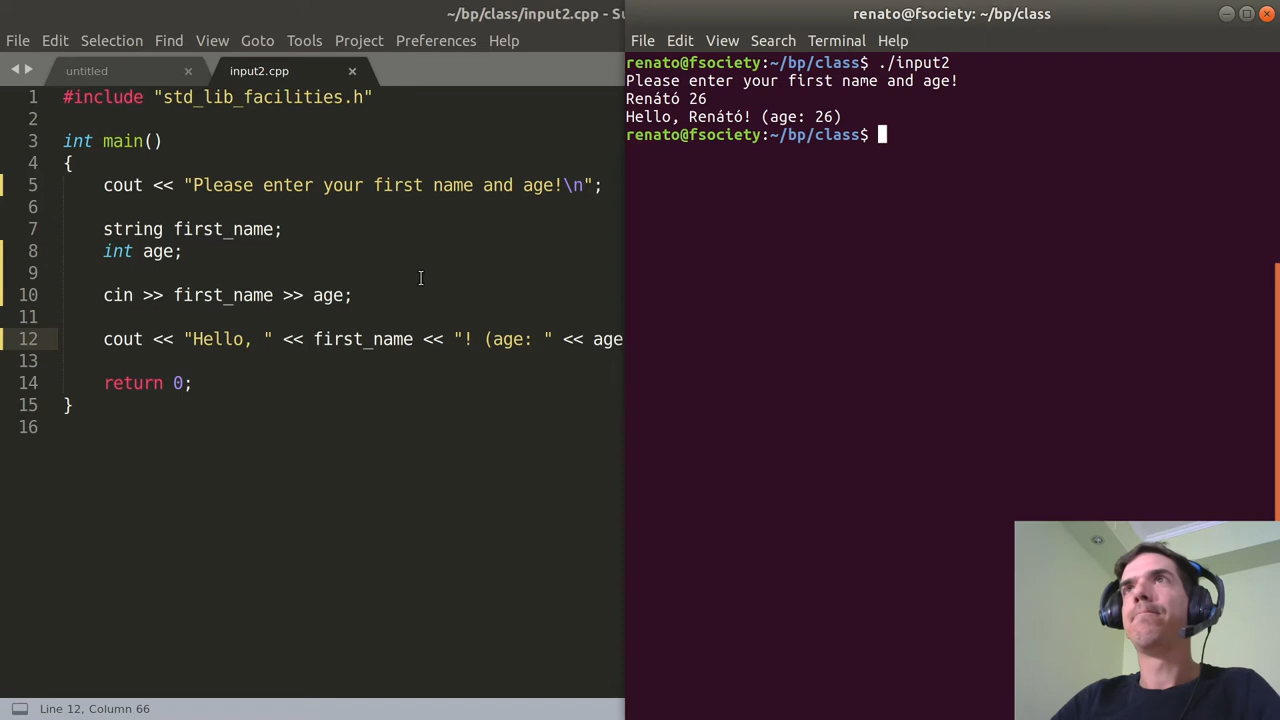 ~/bp/class/input2.cpp - Su
File Edit Selection Find View Goto Tools Project Preferences Help
untitled
input2.cpp
1 #include "std_lib_facilities.h"
2
3 int main()
4 {
5 cout << "Please enter your first name and age!\n";
6
7 string first_name;
8 int age;
9
10 cin >> first_name >> age;
11
12 cout << "Hello, " << first_name << "! (age: " << age
13
14 return 0;
15 }
16
Line 12, Column 66
renato@fsociety: ~/bp/class
File Edit View Search Terminal Help
renato@fsociety:~/bp/class$ ./input2
Please enter your first name and age!
Renátó 26
Hello, Renátó! (age: 26)
renato@fsociety:~/bp/class$